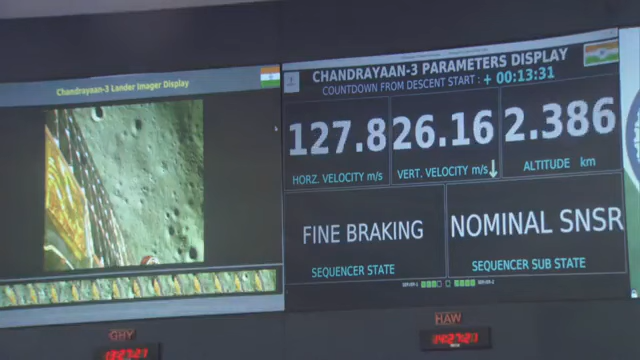 Chandrayaan-3 Lander Imager Display
CHANDRAYAAN-3 PARAMETERS DISPLAY
COUNTDOWN FROM DESCENT START : + 00:13:31
127.8
HORZ. VELOCITY m/s
26.16
VERT. VELOCITY m/s
2.386
ALTITUDE km
FINE BRAKING
SEQUENCER STATE
NOMINAL SNSR
SEQUENCER SUB STATE
GHY
HAW